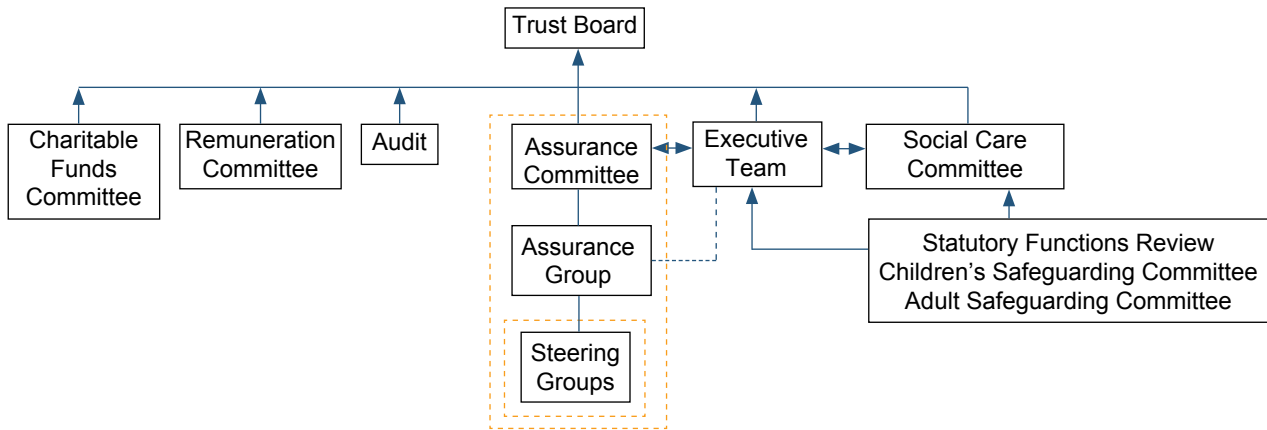 Trust Board
Charitable
Funds
Committee
Remuneration
Committee
Audit
Assurance
Committee
Executive
Team
Social Care
Committee
Assurance
Group
Statutory Functions Review
Children’s Safeguarding Committee
Adult Safeguarding Committee
Steering
Groups